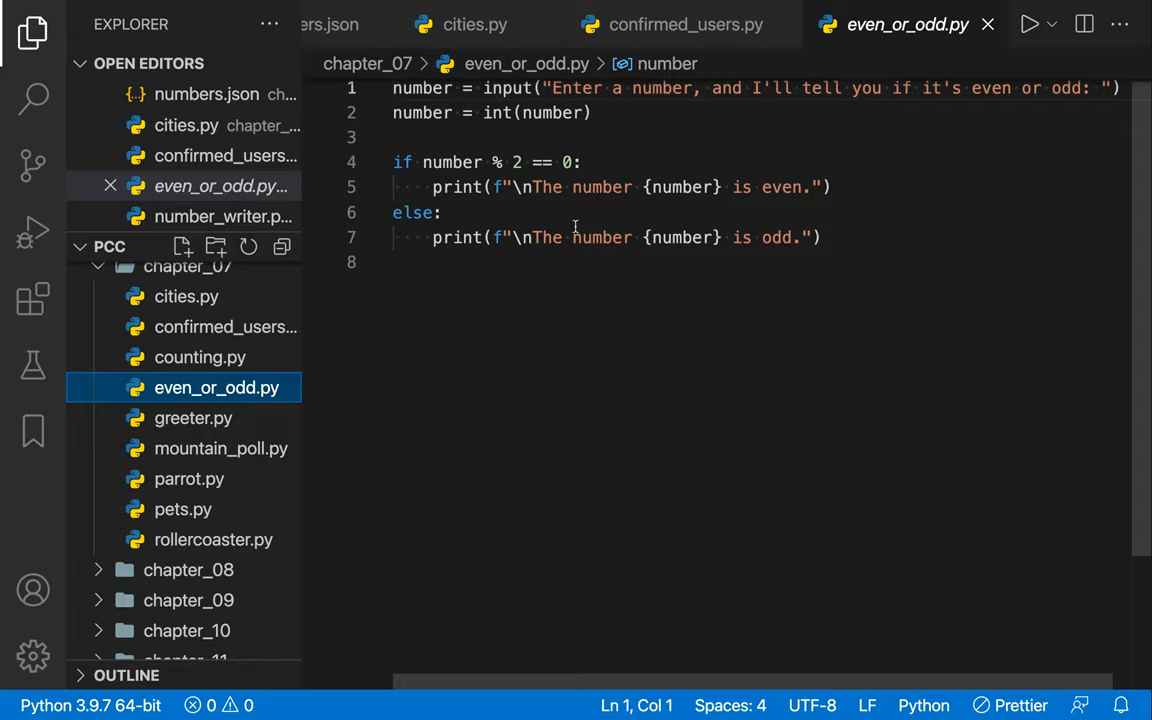 EXPLORER
OPEN EDITORS
{..} numbers.json ch...
cities.py chapter_...
confirmed_users...
even_or_odd.py...
number_writer.p...
PCC
chapter_07
cities.py
confirmed_users...
counting.py
even_or_odd.py
greeter.py
mountain_poll.py
parrot.py
pets.py
rollercoaster.py
chapter_08
chapter_09
chapter_10
chapter_11
OUTLINE
ers.json cities.py confirmed_users.py even_or_odd.py
chapter_07 > even_or_odd.py > number
1 number = input("Enter a number, and I'll tell you if it's even or odd: ")
2 number = int(number)
3
4 if number % 2 == 0:
5     print(f"\nThe number {number} is even.")
6 else:
7     print(f"\nThe number {number} is odd.")
8
Python 3.9.7 64-bit 0 0 Ln 1, Col 1 Spaces: 4 UTF-8 LF Python Prettier